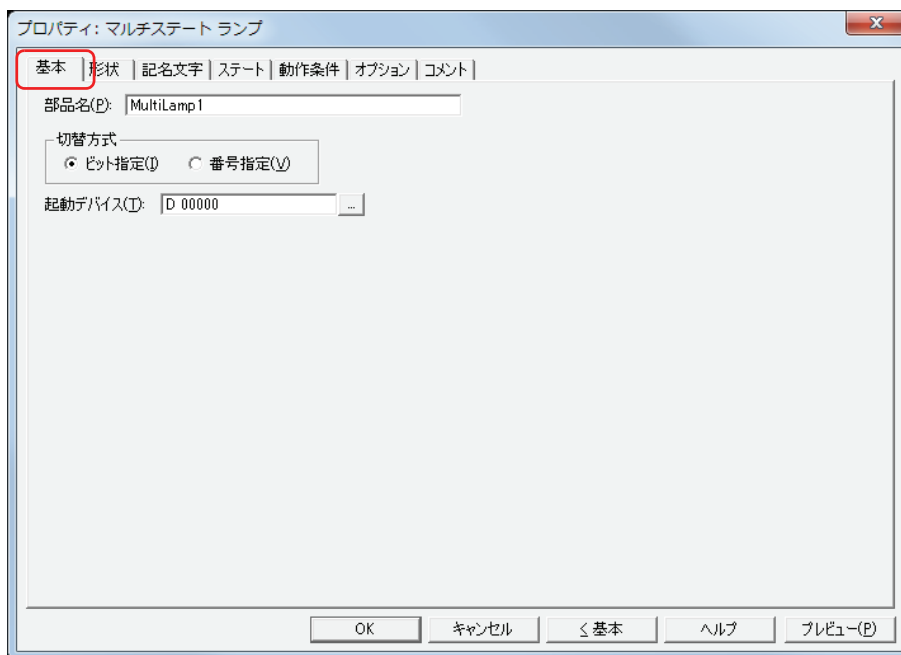 プロパティ: マルチステート ランプ
基本 形状 記名文字 ステート 動作条件 オプション コメント
部品名(P): MultiLamp1
切替方式
ビット指定(I) 番号指定(V)
起動デバイス(T): D 00000 ...
OK キャンセル < 基本 ヘルプ プレビュー(P)